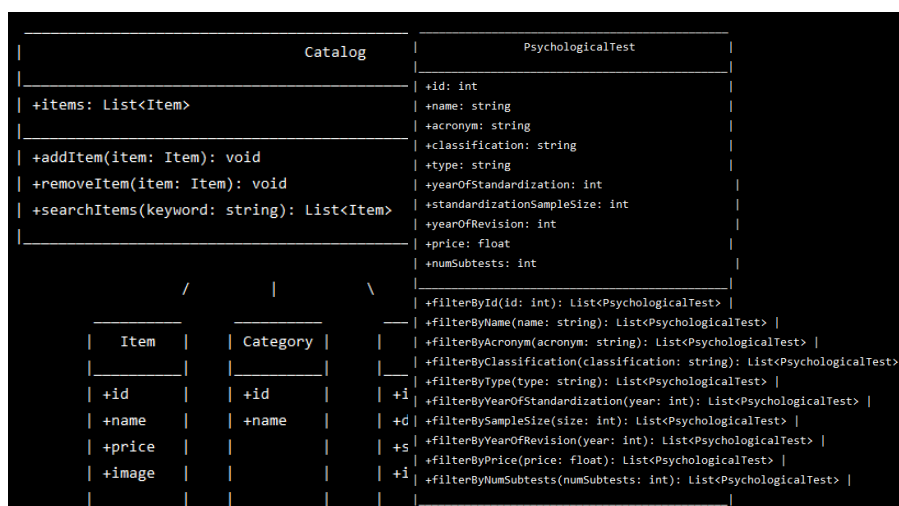 Catalog
+items: List<Item>
+addItem(item: Item): void
+removeItem(item: Item): void
+searchItems(keyword: string): List<Item>
/ | \
Item
+id
+name
+price
+image
Category
+id
+name
+i
+d
+s
+i
PsychologicalTest
+id: int
+name: string
+acronym: string
+classification: string
+type: string
+yearOfStandardization: int
+standardizationSampleSize: int
+yearOfRevision: int
+price: float
+numSubtests: int
+filterById(id: int): List<PsychologicalTest>
+filterByName(name: string): List<PsychologicalTest>
+filterByAcronym(acronym: string): List<PsychologicalTest>
+filterByClassification(classification: string): List<PsychologicalTest>
+filterByType(type: string): List<PsychologicalTest>
+filterByYearOfStandardization(year: int): List<PsychologicalTest>
+filterBySampleSize(size: int): List<PsychologicalTest>
+filterByYearOfRevision(year: int): List<PsychologicalTest>
+filterByPrice(price: float): List<PsychologicalTest>
+filterByNumSubtests(numSubtests: int): List<PsychologicalTest>